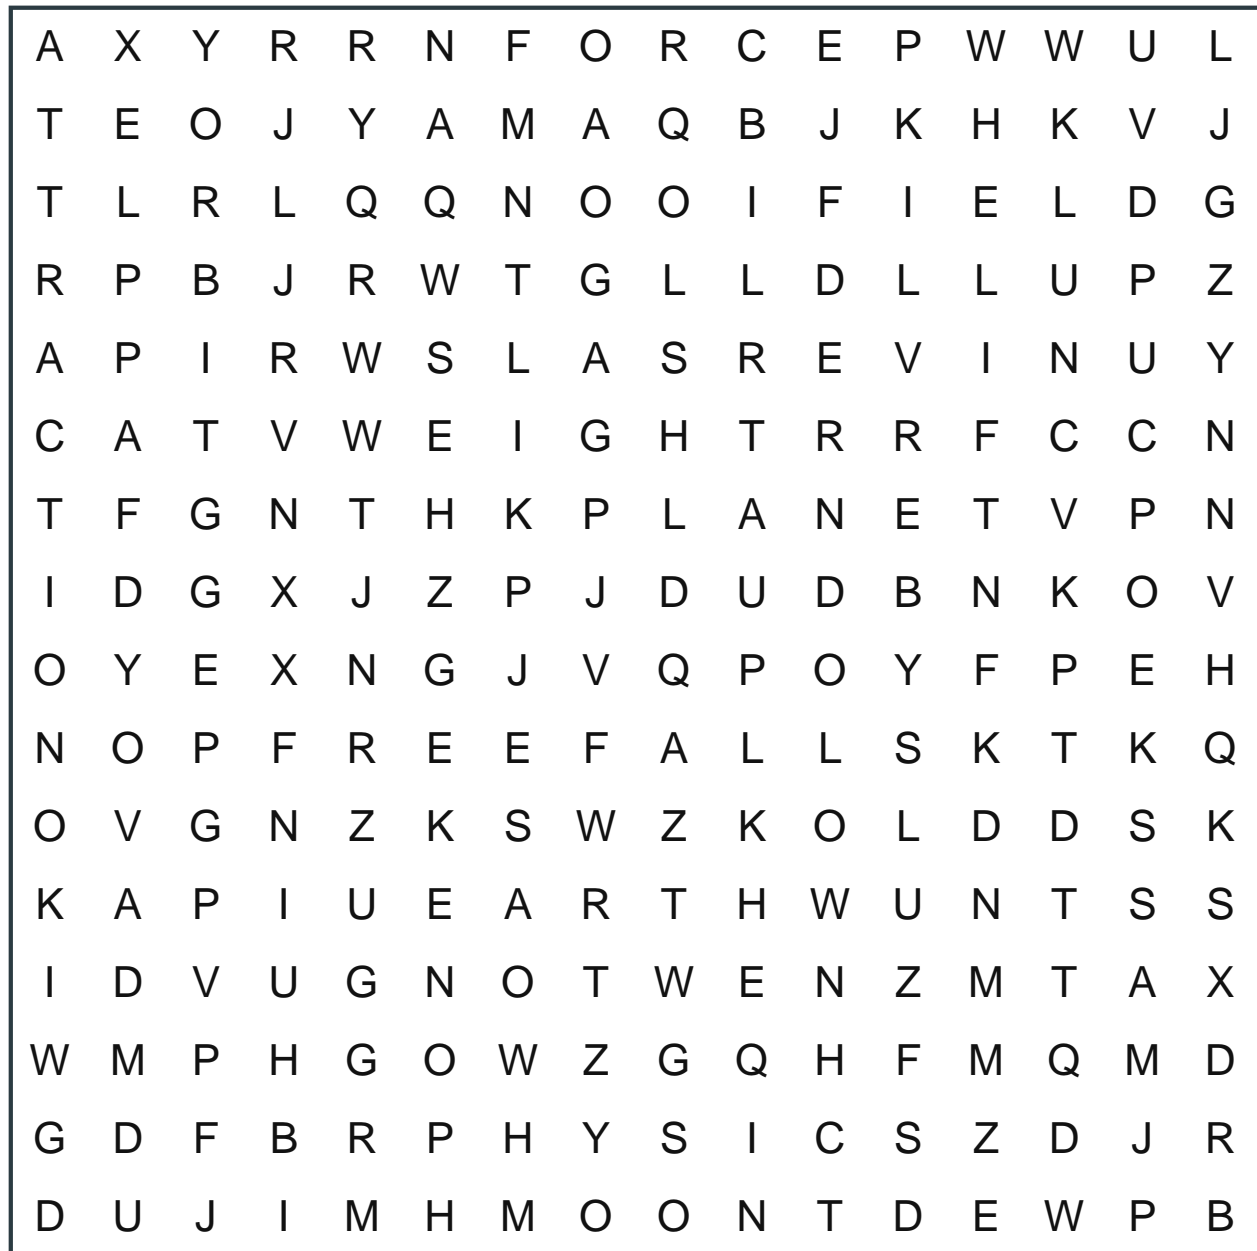 A X Y R R N F O R C E P W W U L
T E O J Y A M A Q B J K H K V J
T L R L Q Q N O O I F I E L D G
R P B J R W T G L L D L L U P Z
A P I R W S L A S R E V I N U Y
C A T V W E I G H T R R F C C N
T F G N T H K P L A N E T V P N
I D G X J Z P J D U D B N K O V
O Y E X N G J V Q P O Y F P E H
N O P F R E E F A L L S K T K Q
O V G N Z K S W Z K O L D D S K
K A P I U E A R T H W U N T S S
I D V U G N O T W E N Z M T A X
W M P H G O W Z G Q H F M Q M D
G D F B R P H Y S I C S Z D J R
D U J I M H M O O N T D E W P B